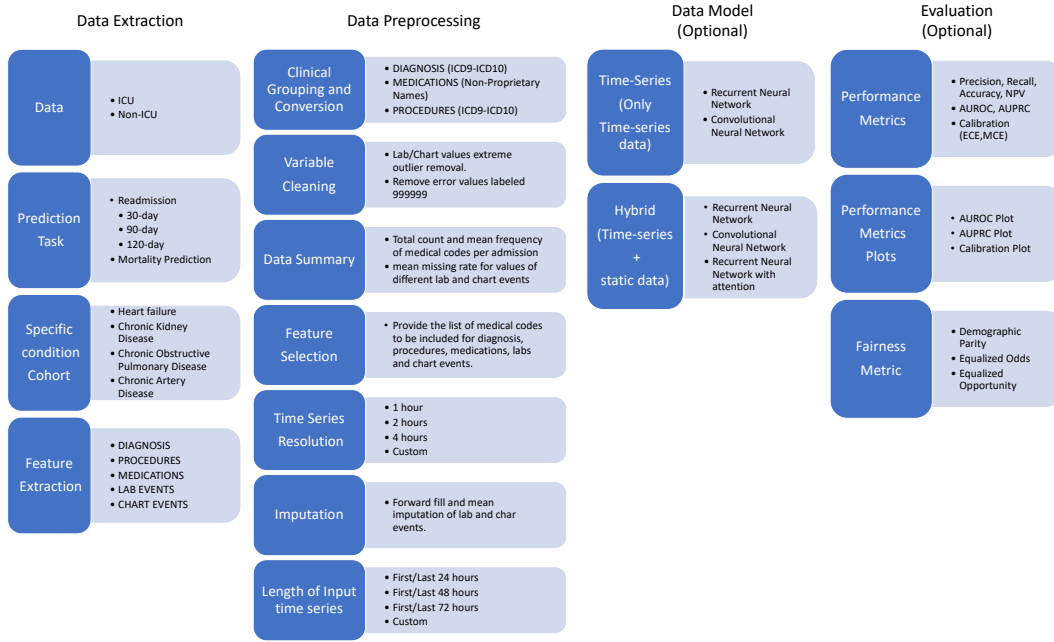 Data Extraction
Data
• ICU
• Non-ICU
Prediction
Task
• Readmission
• 30-day
• 90-day
• 120-day
• Mortality Prediction
Specific
condition
Cohort
• Heart failure
• Chronic Kidney
Disease
• Chronic Obstructive
Pulmonary Disease
• Chronic Artery
Disease
Feature
Extraction
• DIAGNOSIS
• PROCEDURES
• MEDICATIONS
• LAB EVENTS
• CHART EVENTS
Data Preprocessing
Clinical
Grouping and
Conversion
• DIAGNOSIS (ICD9-ICD10)
• MEDICATIONS (Non-Proprietary
Names)
• PROCEDURES (ICD9-ICD10)
Variable
Cleaning
• Lab/Chart values extreme
outlier removal.
• Remove error values labeled
999999
Data Summary
• Total count and mean frequency
of medical codes per admission
• mean missing rate for values of
different lab and chart events
Feature
Selection
• Provide the list of medical codes
to be included for diagnosis,
procedures, medications, labs
and chart events.
Time Series
Resolution
• 1 hour
• 2 hours
• 4 hours
• Custom
Imputation
• Forward fill and mean
imputation of lab and char
events.
Length of Input
time series
• First/Last 24 hours
• First/Last 48 hours
• First/Last 72 hours
• Custom
Data Model
(Optional)
Time-Series
(Only
Time-series
data)
• Recurrent Neural
Network
• Convolutional
Neural Network
Hybrid
(Time-series
+
static data)
• Recurrent Neural
Network
• Convolutional
Neural Network
• Recurrent Neural
Network with
attention
Evaluation
(Optional)
Performance
Metrics
• Precision, Recall,
Accuracy, NPV
• AUROC, AUPRC
• Calibration
(ECE,MCE)
Performance
Metrics
Plots
• AUROC Plot
• AUPRC Plot
• Calibration Plot
Fairness
Metric
• Demographic
Parity
• Equalized Odds
• Equalized
Opportunity